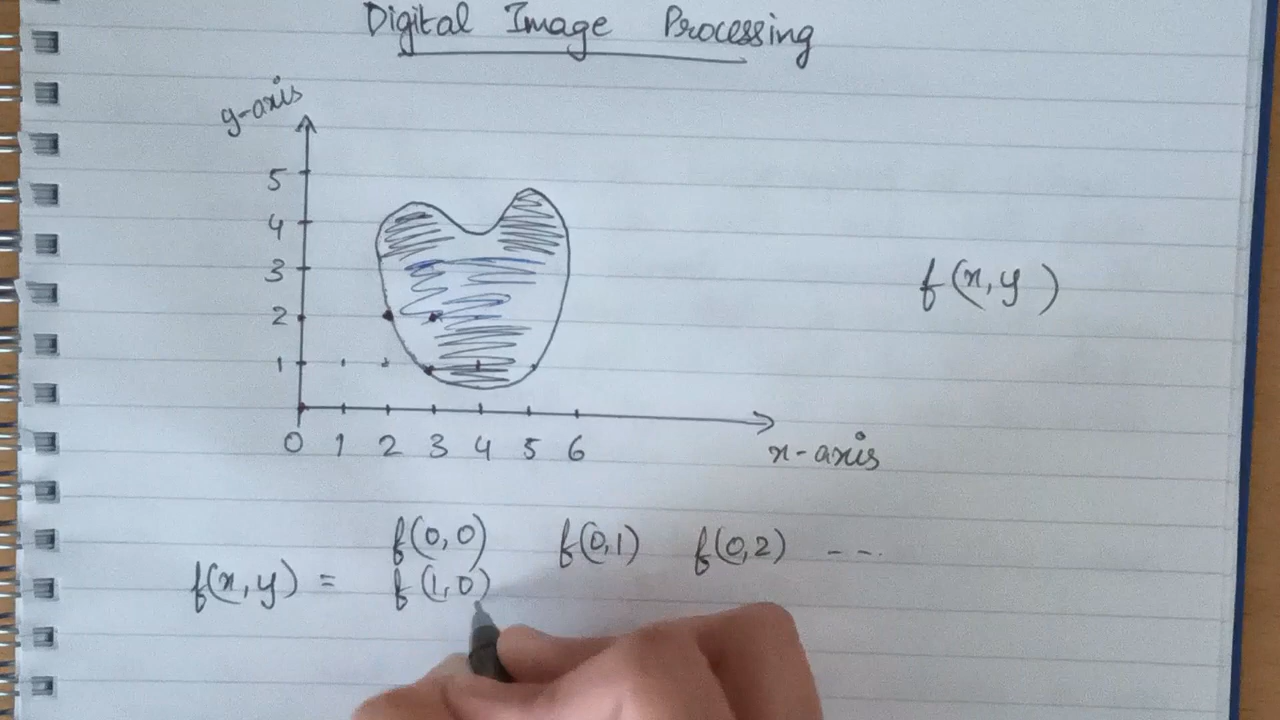 Digital Image Processing
y-axis
5
4
3
2
1
0 1 2 3 4 5 6
x-axis
f(x,y)
f(0,0) f(0,1) f(0,2) ---
f(x,y) =
f(1,0)